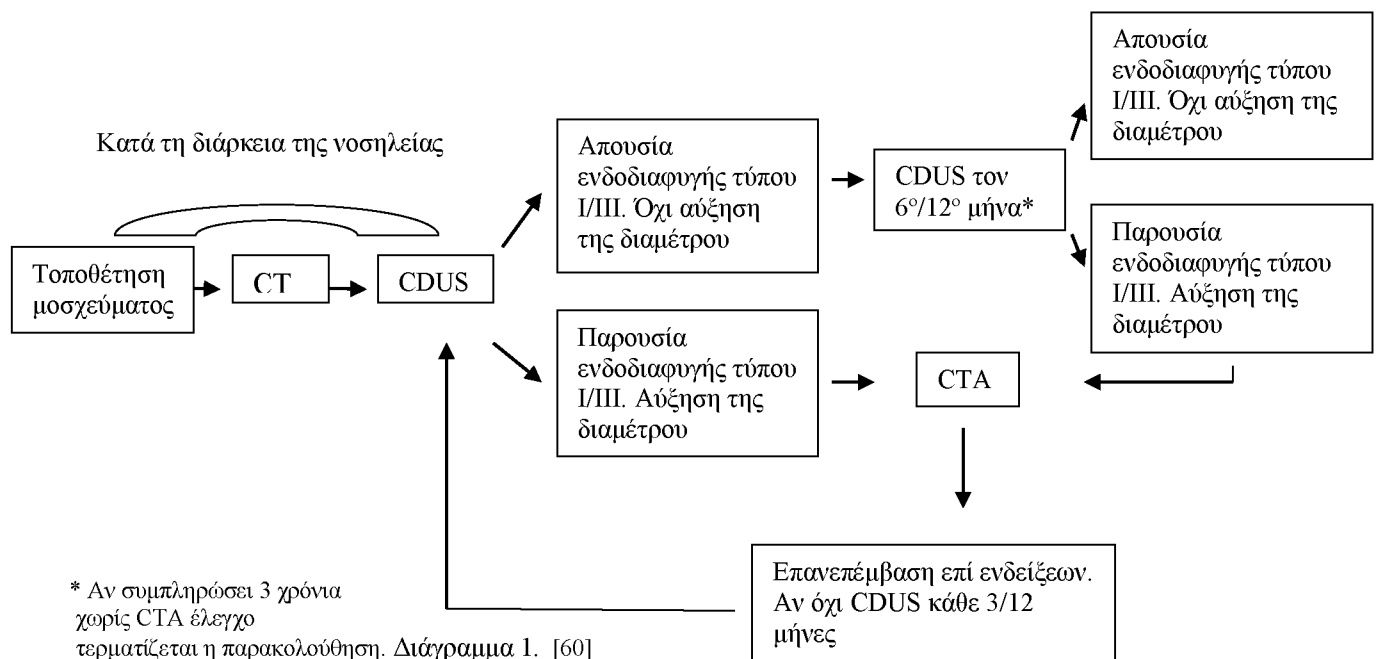 Κατά τη διάρκεια της νοσηλείας
Τοποθέτηση
μοσχεύματος
CT
CDUS
Απουσία
ενδοδιαφυγής τύπου
I/III. Όχι αύξηση
της διαμέτρου
Παρουσία
ενδοδιαφυγής τύπου
I/III. Αύξηση της
διαμέτρου
CDUS τον
6º/12º μήνα*
CTA
Απουσία
ενδοδιαφυγής τύπου
I/III. Όχι αύξηση της
διαμέτρου
Παρουσία
ενδοδιαφυγής τύπου
I/III. Αύξηση της
διαμέτρου
Επανεπέμβαση επί ενδείξεων.
Αν όχι CDUS κάθε 3/12
μήνες
* Αν συμπληρώσει 3 χρόνια
χωρίς CTA έλεγχο
τερματίζεται η παρακολούθηση. Διάγραμμα 1. [60]